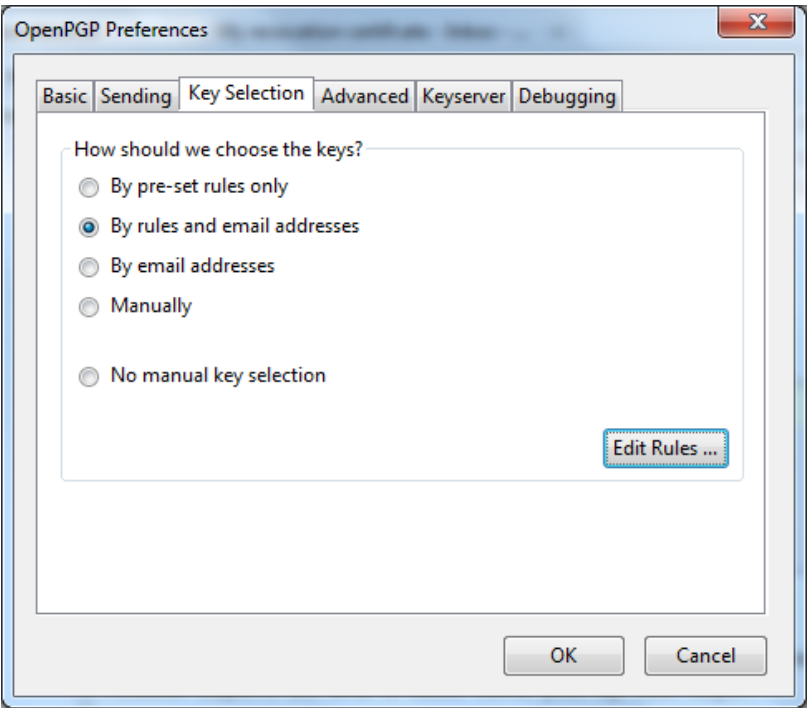 OpenPGP Preferences
Basic Sending Key Selection Advanced Keyserver Debugging
How should we choose the keys?
By pre-set rules only
By rules and email addresses
By email addresses
Manually
No manual key selection
Edit Rules ...
OK Cancel